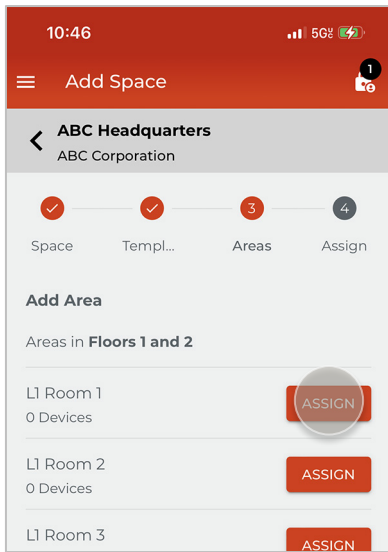 10:46
5G
1
Add Space
ABC Headquarters
ABC Corporation
3
4
Space
Templ...
Areas
Assign
Add Area
Areas in Floors 1 and 2
L1 Room 1
0 Devices
ASSIGN
L1 Room 2
0 Devices
ASSIGN
L1 Room 3
ASSIGN